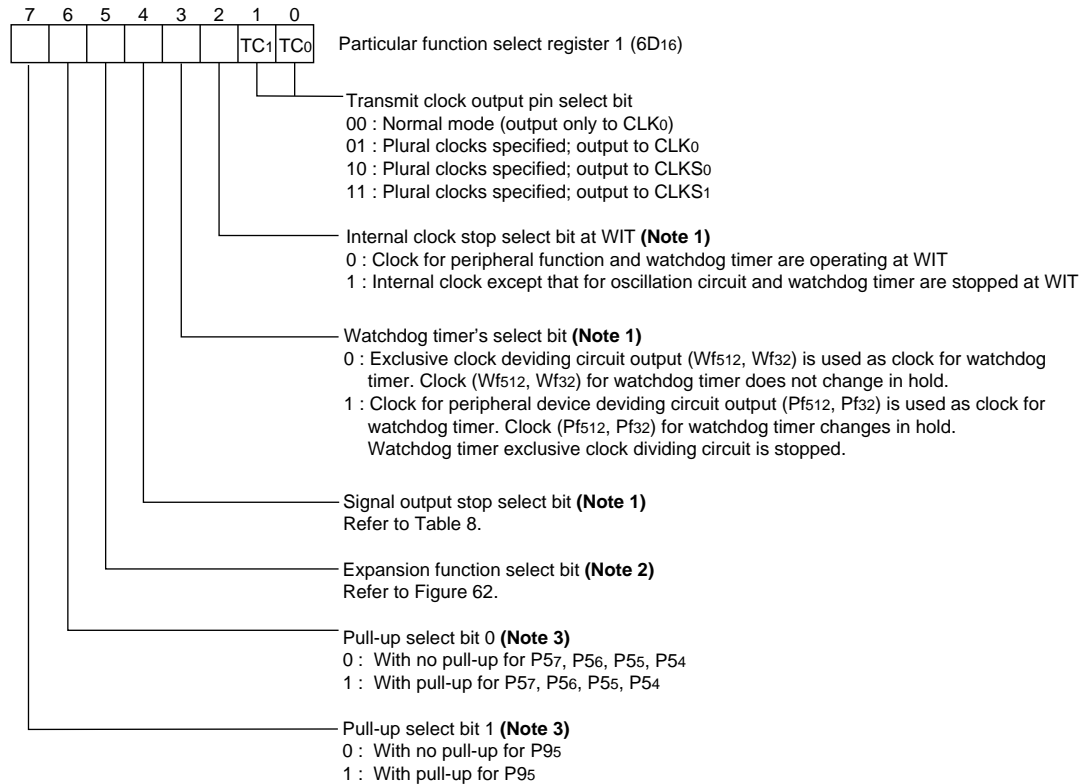 7 6 5 4 3 2 1 0
TC1 TC0 Particular function select register 1 (6D16)
Transmit clock output pin select bit
00 : Normal mode (output only to CLK0)
01 : Plural clocks specified; output to CLK0
10 : Plural clocks specified; output to CLKS0
11 : Plural clocks specified; output to CLKS1
Internal clock stop select bit at WIT (Note 1)
0 : Clock for peripheral function and watchdog timer are operating at WIT
1 : Internal clock except that for oscillation circuit and watchdog timer are stopped at WIT
Watchdog timer's select bit (Note 1)
0 : Exclusive clock deviding circuit output (Wf512, Wf32) is used as clock for watchdog
timer. Clock (Wf512, Wf32) for watchdog timer does not change in hold.
1 : Clock for peripheral device deviding circuit output (Pf512, Pf32) is used as clock for
watchdog timer. Clock (Pf512, Pf32) for watchdog timer changes in hold.
Watchdog timer exclusive clock dividing circuit is stopped.
Signal output stop select bit (Note 1)
Refer to Table 8.
Expansion function select bit (Note 2)
Refer to Figure 62.
Pull-up select bit 0 (Note 3)
0 : With no pull-up for P57, P56, P55, P54
1 : With pull-up for P57, P56, P55, P54
Pull-up select bit 1 (Note 3)
0 : With no pull-up for P95
1 : With pull-up for P95